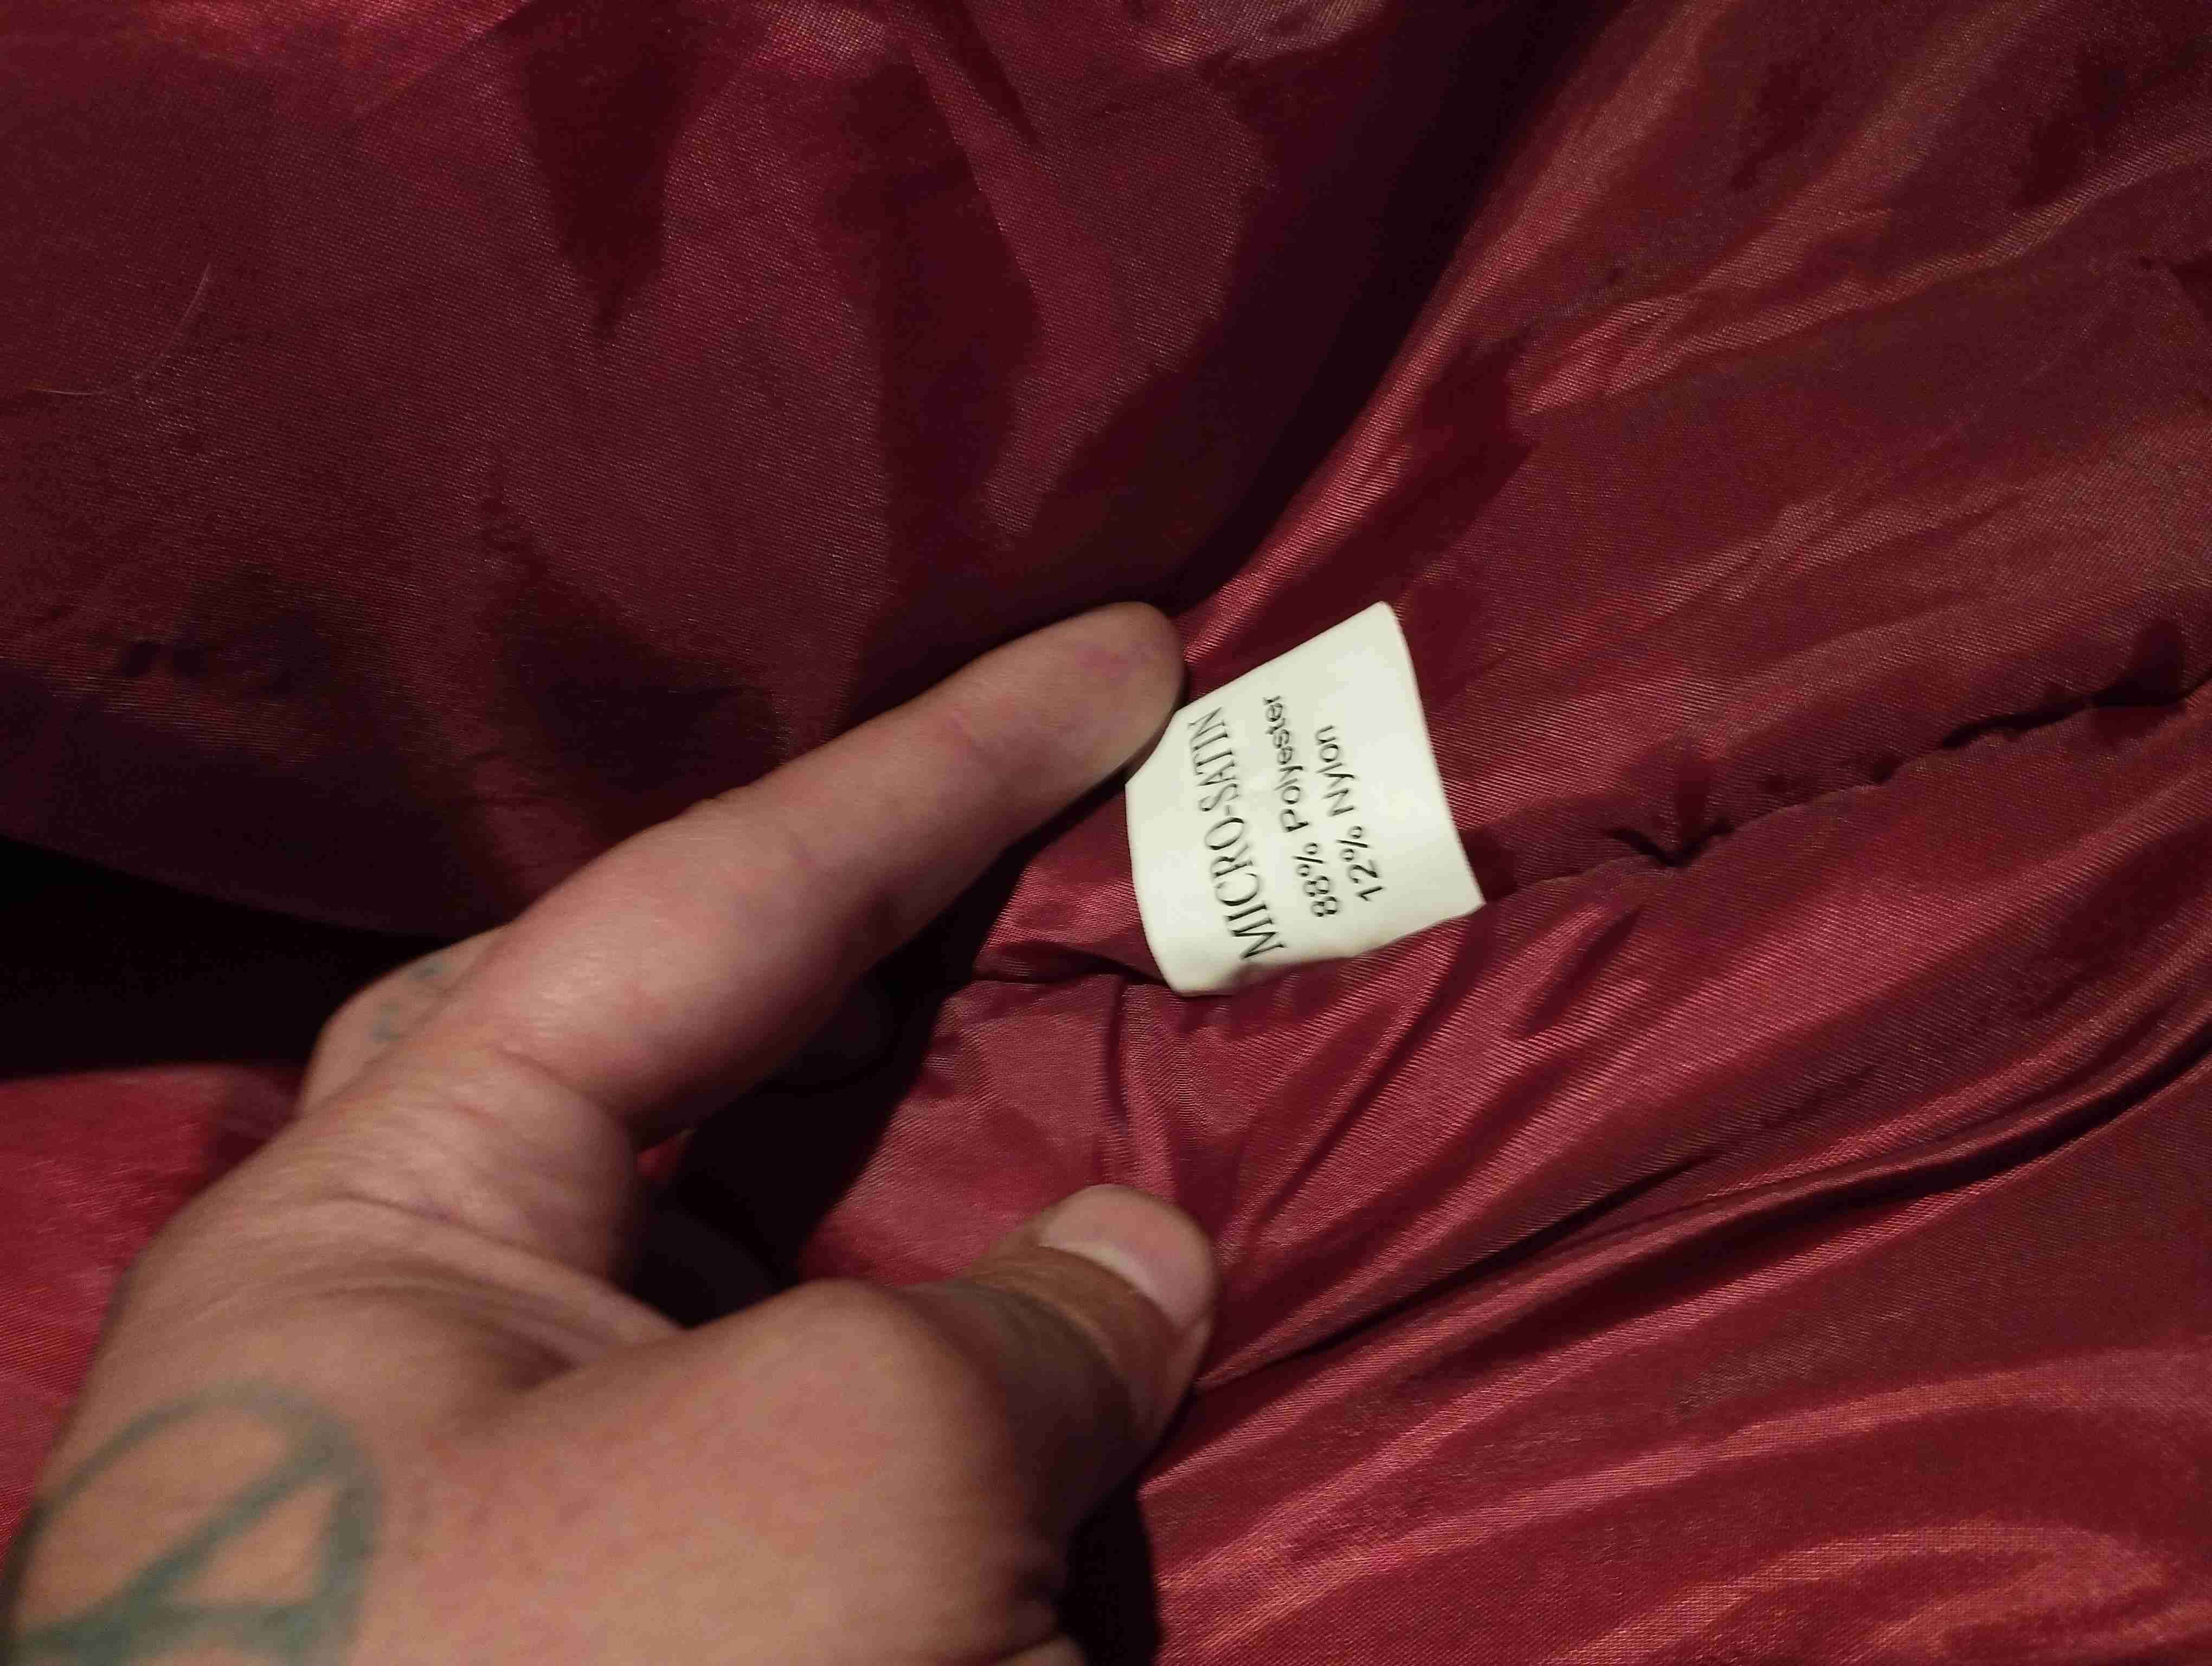 MICRO-SATIN
88% Polyester
12% Nylon